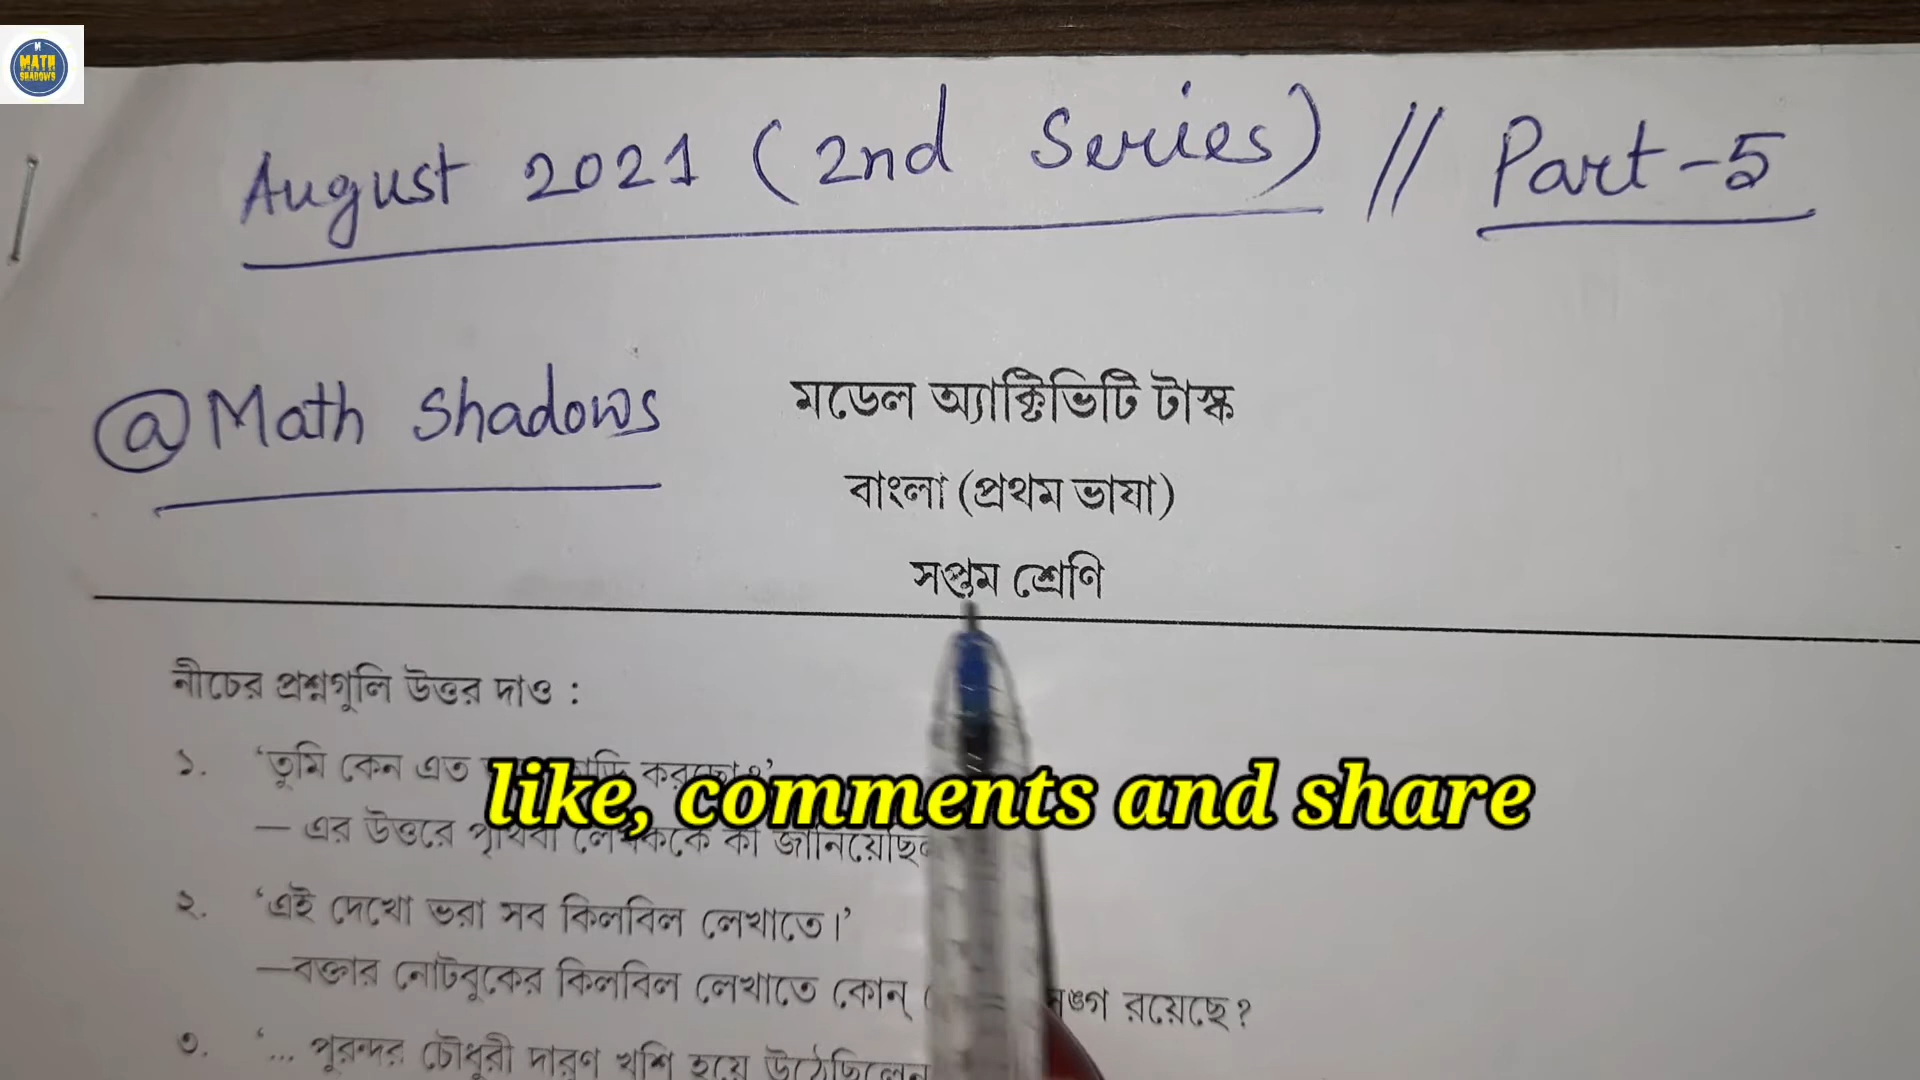 M
MATH
SHADOWS
August 2021 (2nd Series) // Part-5
@Math Shadows
মডেল অ্যাক্টিভিটি টাস্ক
বাংলা (প্রথম ভাষা)
সপ্তম শ্রেণি
নীচের প্রশ্নগুলি উত্তর দাও :
১. ‘তুমি কেন এত করছো?’
like, comments and share
— এর উত্তরে পৃথিবী লেখককে কী
২. ‘এই দেখো ভরা সব কিলবিল লেখাতে।’
—বক্তার নোটবুকের কিলবিল লেখাতে কোন্ রয়েছে?
৩. ‘... পুরন্দর চৌধুরী দারুণ খুশি হয়ে উঠেছিলেন